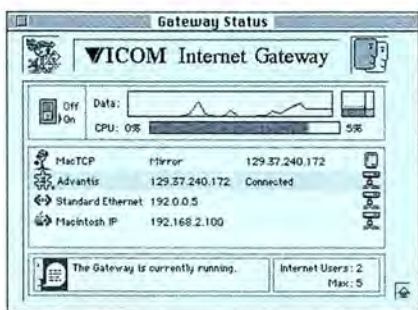 Gateway Status
VICOM Internet Gateway
Off
On
Data:
CPU: 0% 5%
MacTCP Mirror 129.37.240.172
Advantis 129.37.240.172 Connected
Standard Ethernet 192.0.0.5
Macintosh IP 192.168.2.100
The Gateway is currently running.
Internet Users: 2
Max: 5